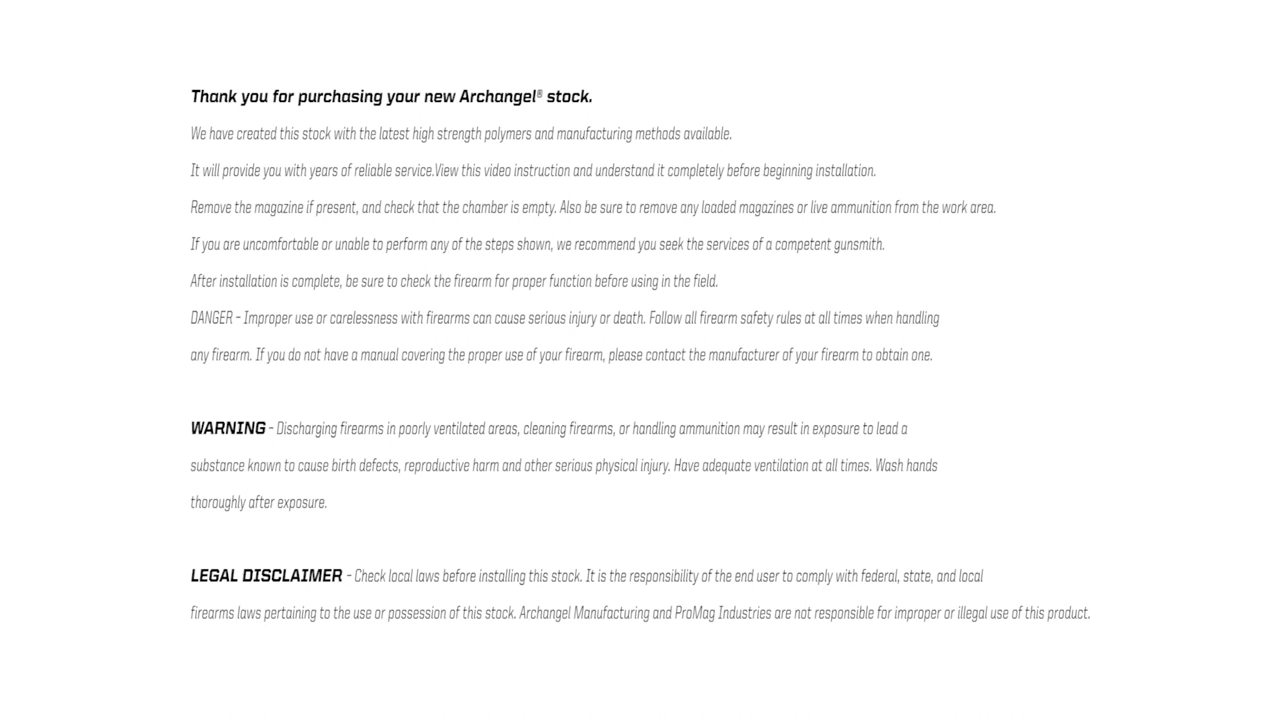 Thank you for purchasing your new Archangel® stock.
We have created this stock with the latest high strength polymers and manufacturing methods available.
It will provide you with years of reliable service.View this video instruction and understand it completely before beginning installation.
Remove the magazine if present, and check that the chamber is empty. Also be sure to remove any loaded magazines or live ammunition from the work area.
If you are uncomfortable or unable to perform any of the steps shown, we recommend you seek the services of a competent gunsmith.
After installation is complete, be sure to check the firearm for proper function before using in the field.
DANGER - Improper use or carelessness with firearms can cause serious injury or death. Follow all firearm safety rules at all times when handling
any firearm. If you do not have a manual covering the proper use of your firearm, please contact the manufacturer of your firearm to obtain one.
WARNING - Discharging firearms in poorly ventilated areas, cleaning firearms, or handling ammunition may result in exposure to lead a
substance known to cause birth defects, reproductive harm and other serious physical injury. Have adequate ventilation at all times. Wash hands
thoroughly after exposure.
LEGAL DISCLAIMER - Check local laws before installing this stock. It is the responsibility of the end user to comply with federal, state, and local
firearms laws pertaining to the use or possession of this stock. Archangel Manufacturing and ProMag Industries are not responsible for improper or illegal use of this product.